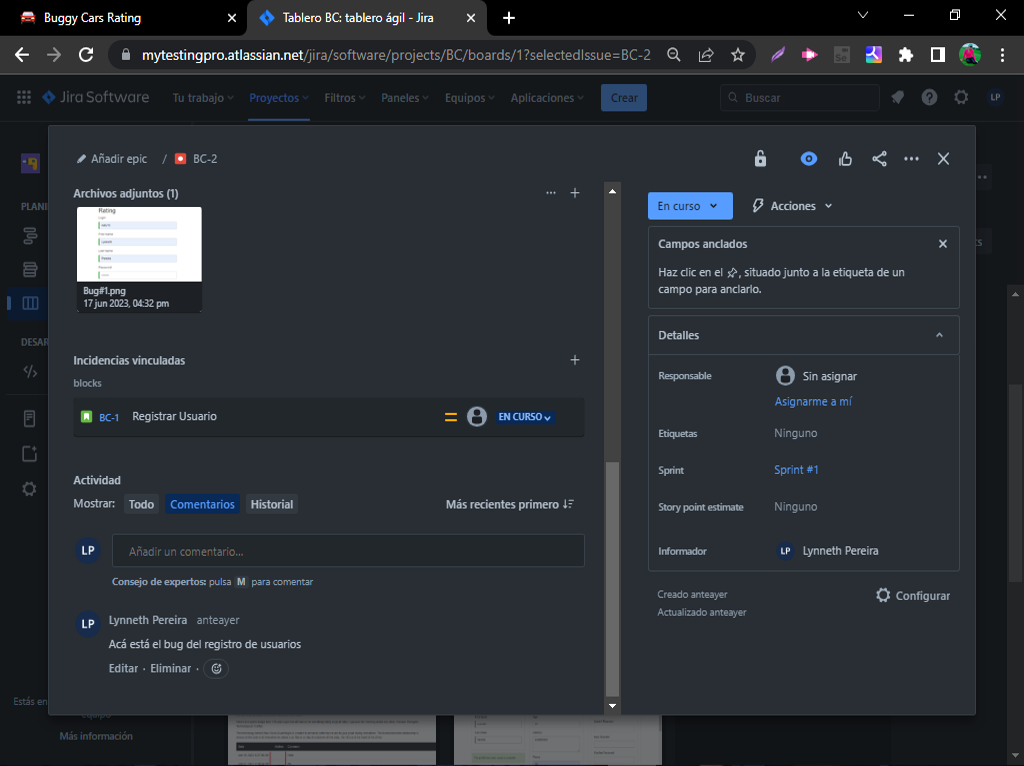 Buggy Cars Rating
Tablero BC: tablero ágil - Jira
mytestingpro.atlassian.net/jira/software/projects/BC/boards/1?selectedIssue=BC-2
Jira Software
Tu trabajo
Proyectos
Filtros
Paneles
Equipos
Aplicaciones
Crear
Buscar
LP
PLANI
DESAR
Añadir epic / BC-2
Archivos adjuntos (1)
Rating
Bug#1.png
17 jun 2023, 04:32 pm
Incidencias vinculadas
blocks
BC-1 Registrar Usuario EN CURSO
Actividad
Mostrar: Todo Comentarios Historial Más recientes primero
LP
Añadir un comentario...
Consejo de expertos: pulsa M para comentar
LP
Lynneth Pereira anteayer
Acá está el bug del registro de usuarios
Editar · Eliminar ·
En curso
Acciones
Campos anclados
Haz clic en el , situado junto a la etiqueta de un
campo para anclarlo.
Detalles
Responsable Sin asignar
Asignarme a mí
Etiquetas Ninguno
Sprint Sprint #1
Story point estimate Ninguno
Informador LP Lynneth Pereira
Creado anteayer
Actualizado anteayer
Configurar
Estás en
equipo
Más información